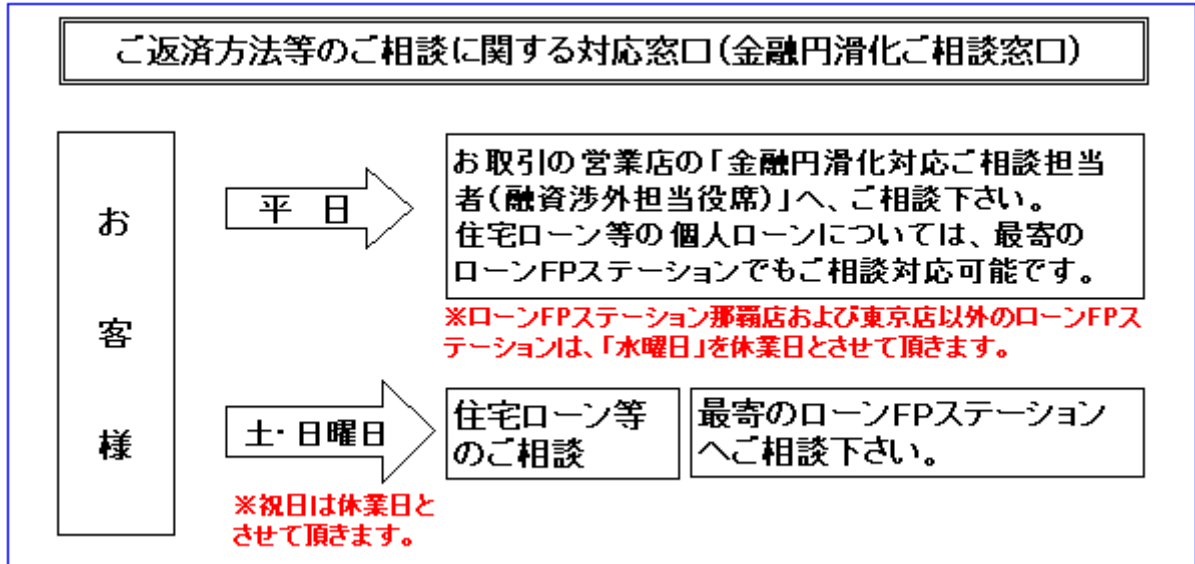 ご返済方法等のご相談に関する対応窓口(金融円滑化ご相談窓口)
お客様
平 日
お取引の営業店の「金融円滑化対応ご相談担当
者(融資渉外担当役席)」へ、ご相談下さい。
住宅ローン等の個人ローンについては、最寄の
ローンFPステーションでもご相談対応可能です。
※ローンFPステーション那覇店および東京店以外のローンFPス
テーションは、「水曜日」を休業日とさせて頂きます。
土・日曜日
住宅ローン等
のご相談
最寄のローンFPステーション
へご相談下さい。
※祝日は休業日と
させて頂きます。